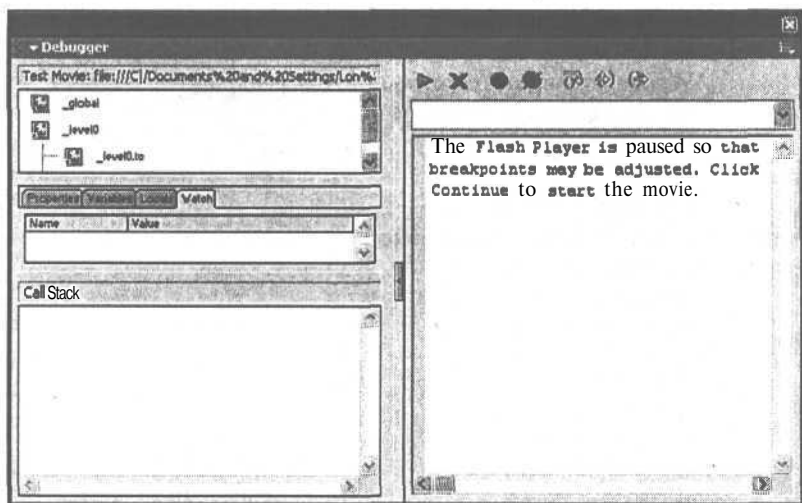 Debugger
Test Movie: file:///C|/Documents%20and%20Settings/Lon%
_global
_level0
_level0.to
Properties Variables Locals Watch
Name Value
Call Stack
The Flash Player is paused so that
breakpoints may be adjusted. Click
Continue to start the movie.